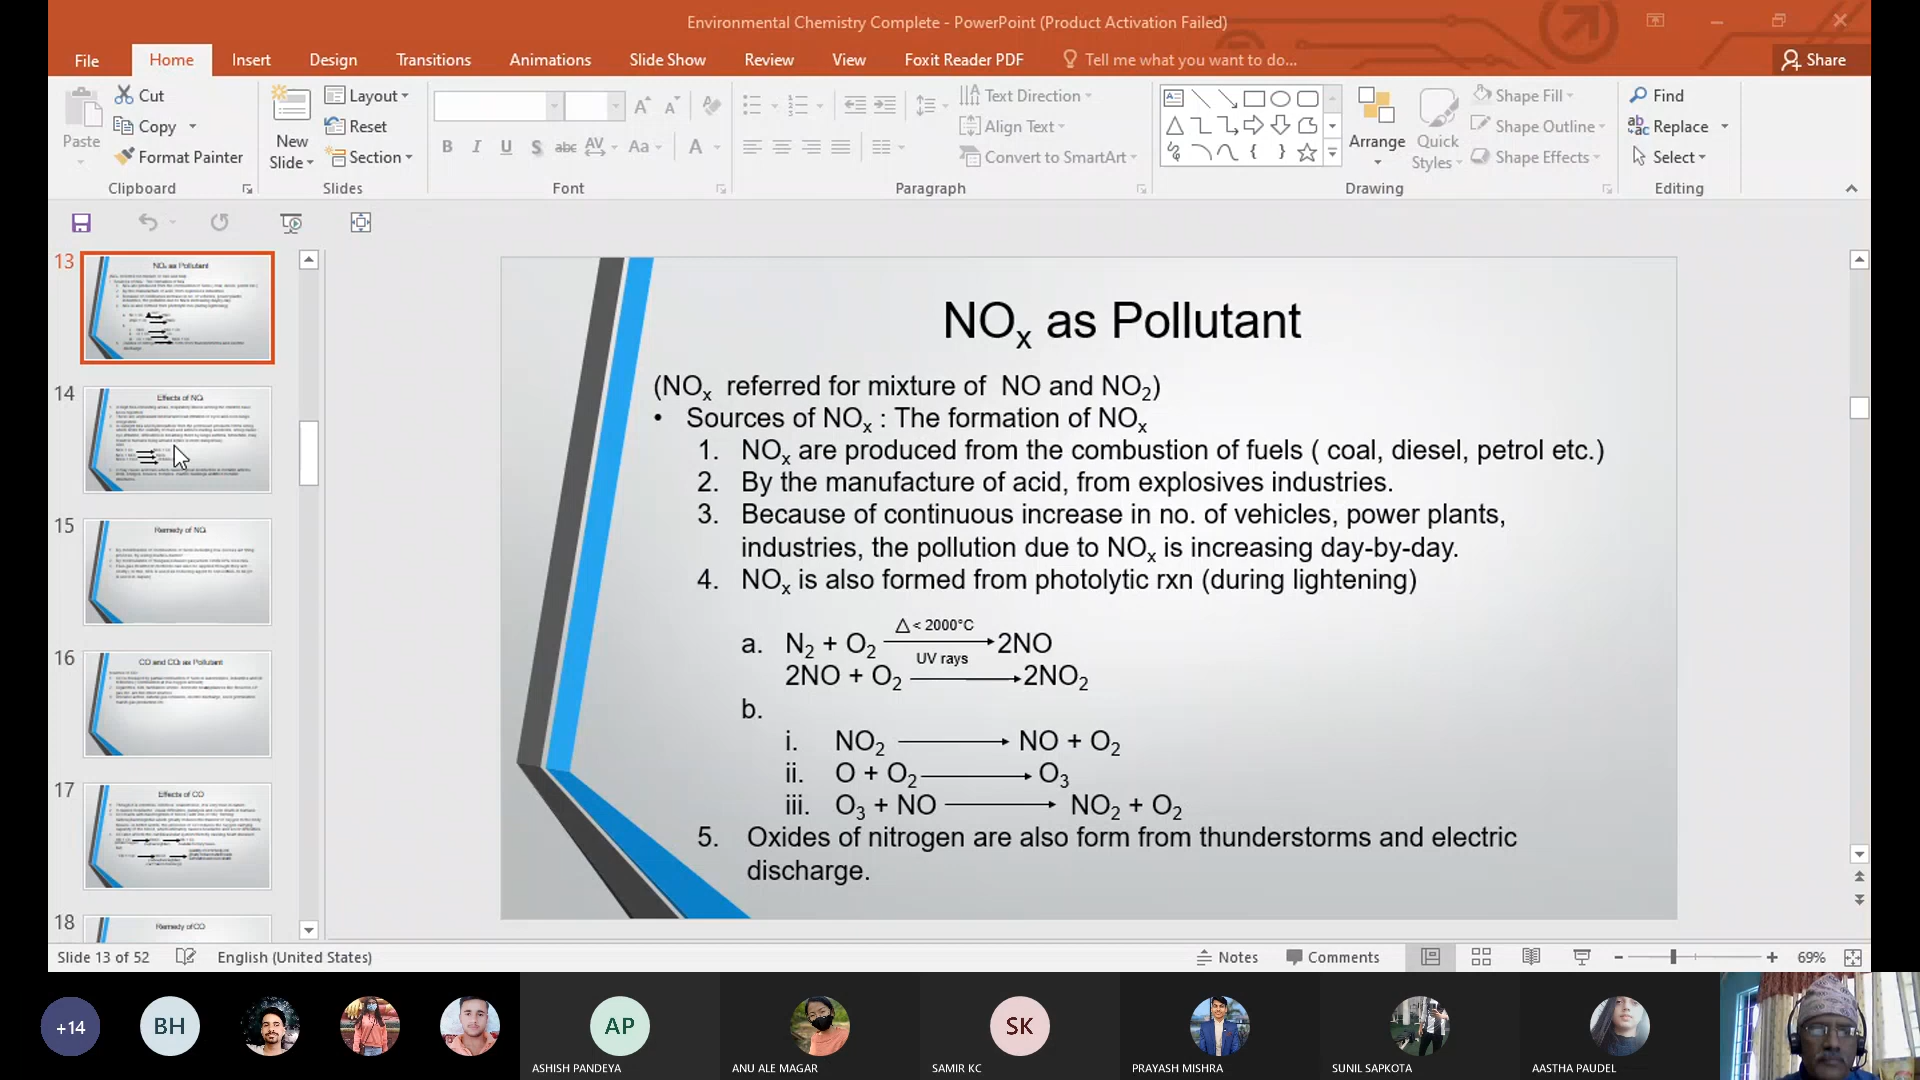 Environmental Chemistry Complete - PowerPoint (Product Activation Failed)
File Home Insert Design Transitions Animations Slide Show Review View Foxit Reader PDF Tell me what you want to do... Share
Cut
Copy
Format Painter
Paste
Clipboard
New
Slide
Layout
Reset
Section
Slides
B I U S abc AV Aa A
Font
Text Direction
Align Text
Convert to SmartArt
Paragraph
Arrange
Quick
Styles
Shape Fill
Shape Outline
Shape Effects
Drawing
Find
Replace
Select
Editing
13
NOx as Pollutant
14
Effects of NOx
15
Remedy of NOx
16
CO and CO₂ as Pollutant
17
Effects of CO
18
Remedy of CO
NOx as Pollutant
(NOx referred for mixture of NO and NO₂)
• Sources of NOx : The formation of NOx
1. NOx are produced from the combustion of fuels ( coal, diesel, petrol etc.)
2. By the manufacture of acid, from explosives industries.
3. Because of continuous increase in no. of vehicles, power plants,
industries, the pollution due to NOx is increasing day-by-day.
4. NOx is also formed from photolytic rxn (during lightening)
△ < 2000°C
a. N₂ + O₂ → 2NO
UV rays
2NO + O₂ → 2NO₂
b.
i. NO₂ → NO + O₂
ii. O + O₂ → O₃
iii. O₃ + NO → NO₂ + O₂
5. Oxides of nitrogen are also form from thunderstorms and electric
discharge.
Slide 13 of 52 English (United States) Notes Comments 69%
+14 BH AP SK
ASHISH PANDEYA ANU ALE MAGAR SAMIR KC PRAYASH MISHRA SUNIL SAPKOTA AASTHA PAUDEL